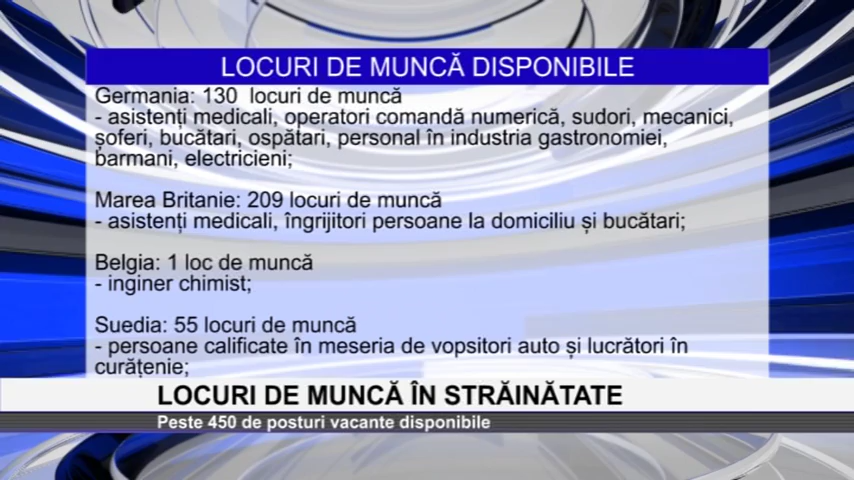 LOCURI DE MUNCĂ DISPONIBILE
Germania: 130 locuri de muncă
- asistenți medicali, operatori comandă numerică, sudori, mecanici,
șoferi, bucătari, ospătari, personal în industria gastronomiei,
barmani, electricieni;
Marea Britanie: 209 locuri de muncă
- asistenți medicali, îngrijitori persoane la domiciliu și bucătari;
Belgia: 1 loc de muncă
- inginer chimist;
Suedia: 55 locuri de muncă
- persoane calificate în meseria de vopsitori auto și lucrători în
curățenie;
LOCURI DE MUNCĂ ÎN STRĂINĂTATE
Peste 450 de posturi vacante disponibile